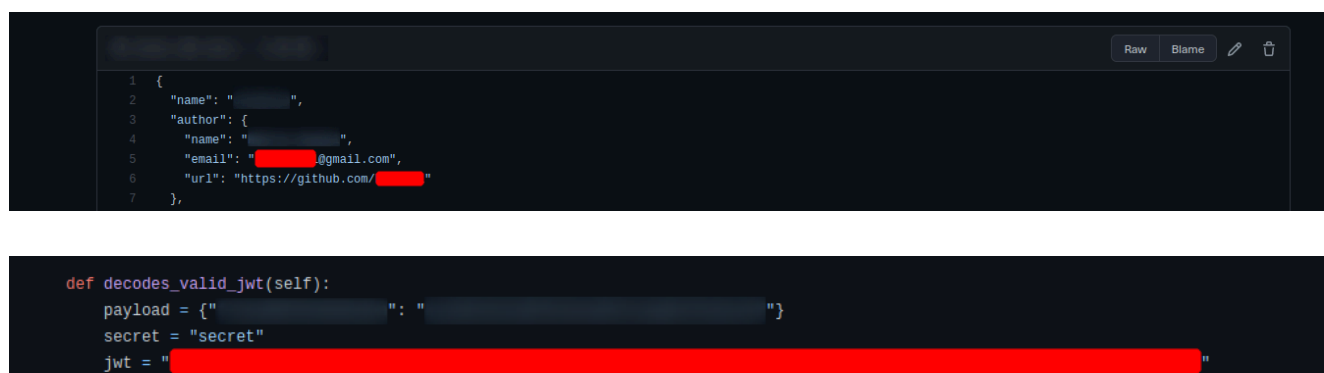 Raw Blame
1 {
2 "name": " ",
3 "author": {
4 "name": " ",
5 "email": " @gmail.com",
6 "url": "https://github.com/ "
7 },
def decodes_valid_jwt(self):
payload = {" ": " "}
secret = "secret"
jwt = " "